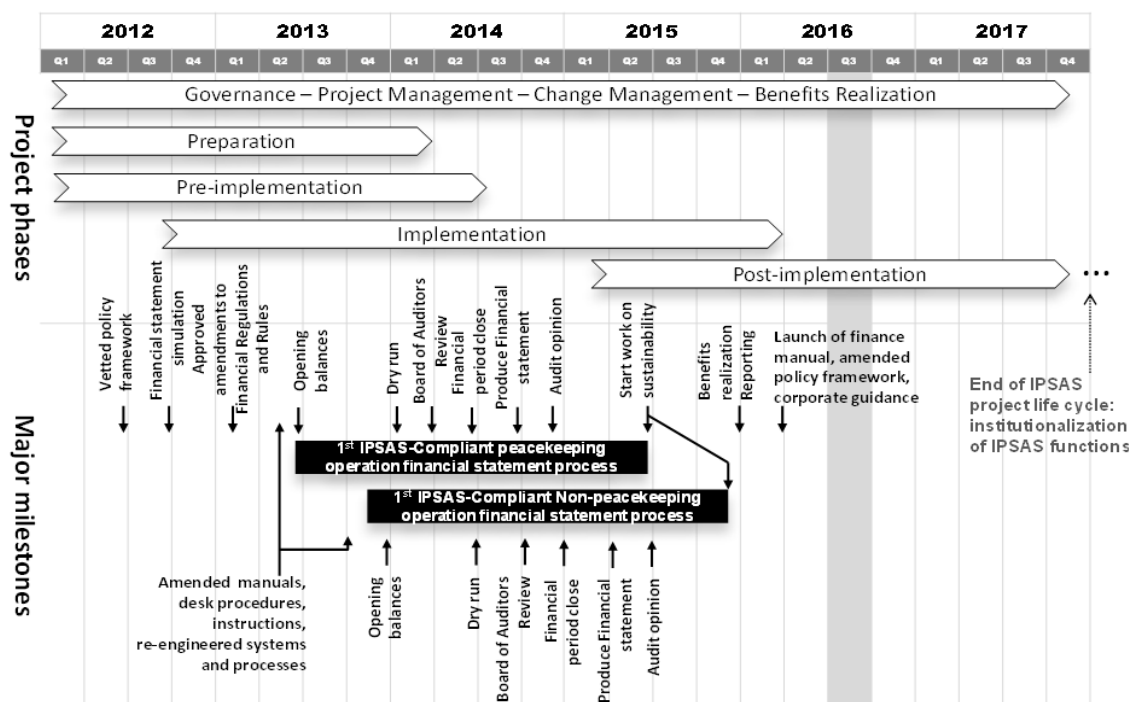 2012 2013 2014 2015 2016 2017
Q1 Q2 Q3 Q4 Q1 Q2 Q3 Q4 Q1 Q2 Q3 Q4 Q1 Q2 Q3 Q4 Q1 Q2 Q3 Q4 Q1 Q2 Q3 Q4
Project phases
Governance – Project Management – Change Management – Benefits Realization
Preparation
Pre-implementation
Implementation
Post-implementation
...
Major milestones
Vetted policy
framework
Financial statement
simulation
Approved
amendments to
Financial Regulations
and Rules
Opening
balances
Dry run
Board of Auditors
Review
Financial
period close
Produce Financial
statement
Audit opinion
Start work on
sustainability
Benefits
realization
Reporting
Launch of finance
manual, amended
policy framework,
corporate guidance
End of IPSAS
project life cycle:
institutionalization
of IPSAS functions
1st IPSAS-Compliant peacekeeping
operation financial statement process
1st IPSAS-Compliant Non-peacekeeping
operation financial statement process
Amended manuals,
desk procedures,
instructions,
re-engineered systems
and processes
Opening
balances
Dry run
Board of Auditors
Review
Financial
period close
Produce Financial
statement
Audit opinion